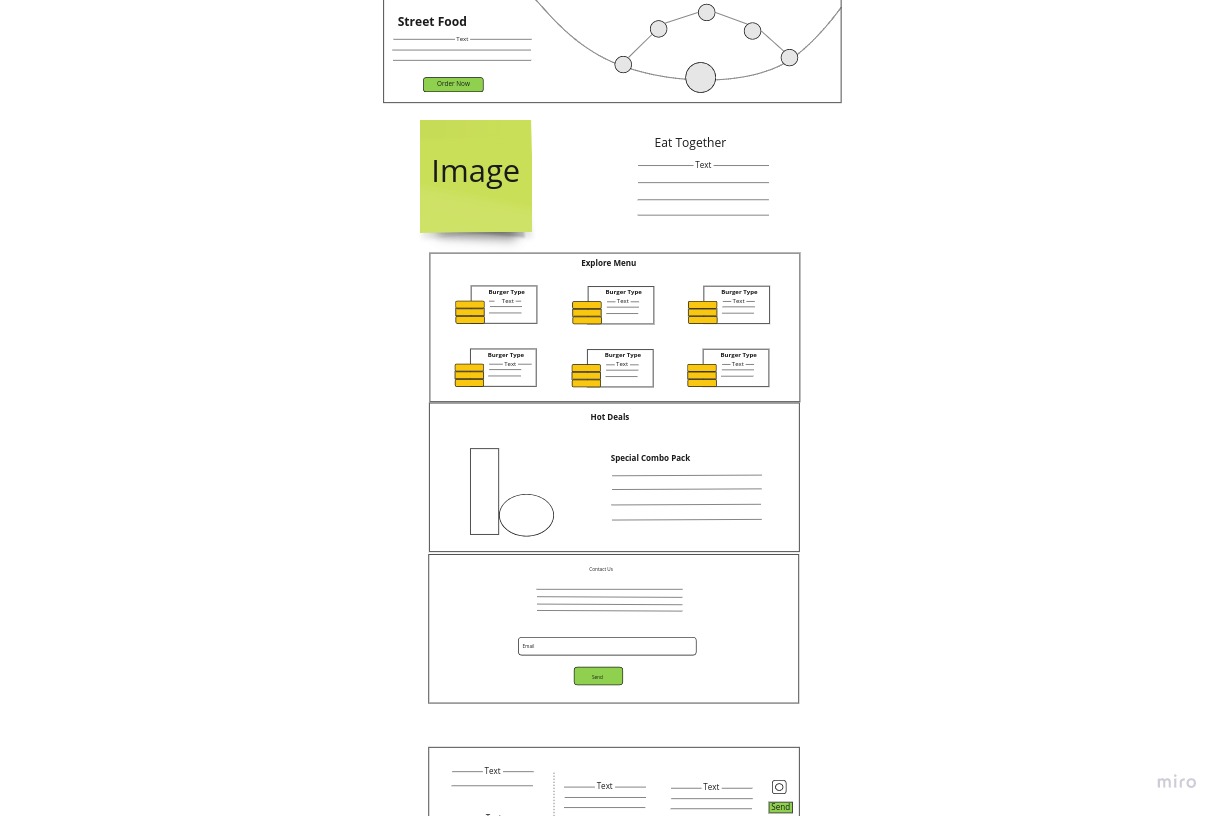 Street Food
Text
Order Now
Image
Eat Together
Text
Explore Menu
Burger Type
Text
Burger Type
Text
Burger Type
Text
Burger Type
Text
Burger Type
Text
Burger Type
Text
Hot Deals
Special Combo Pack
Contact Us
Email
Send
Text
Text
Text
Send
miro